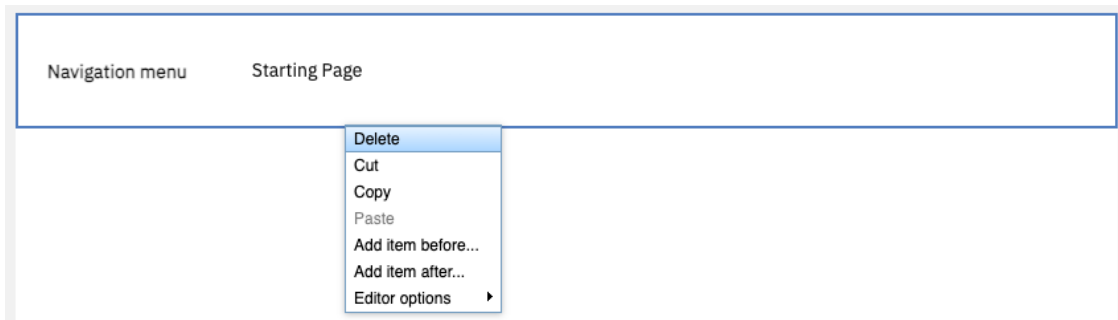 Navigation menu Starting Page
Delete
Cut
Copy
Paste
Add item before...
Add item after...
Editor options